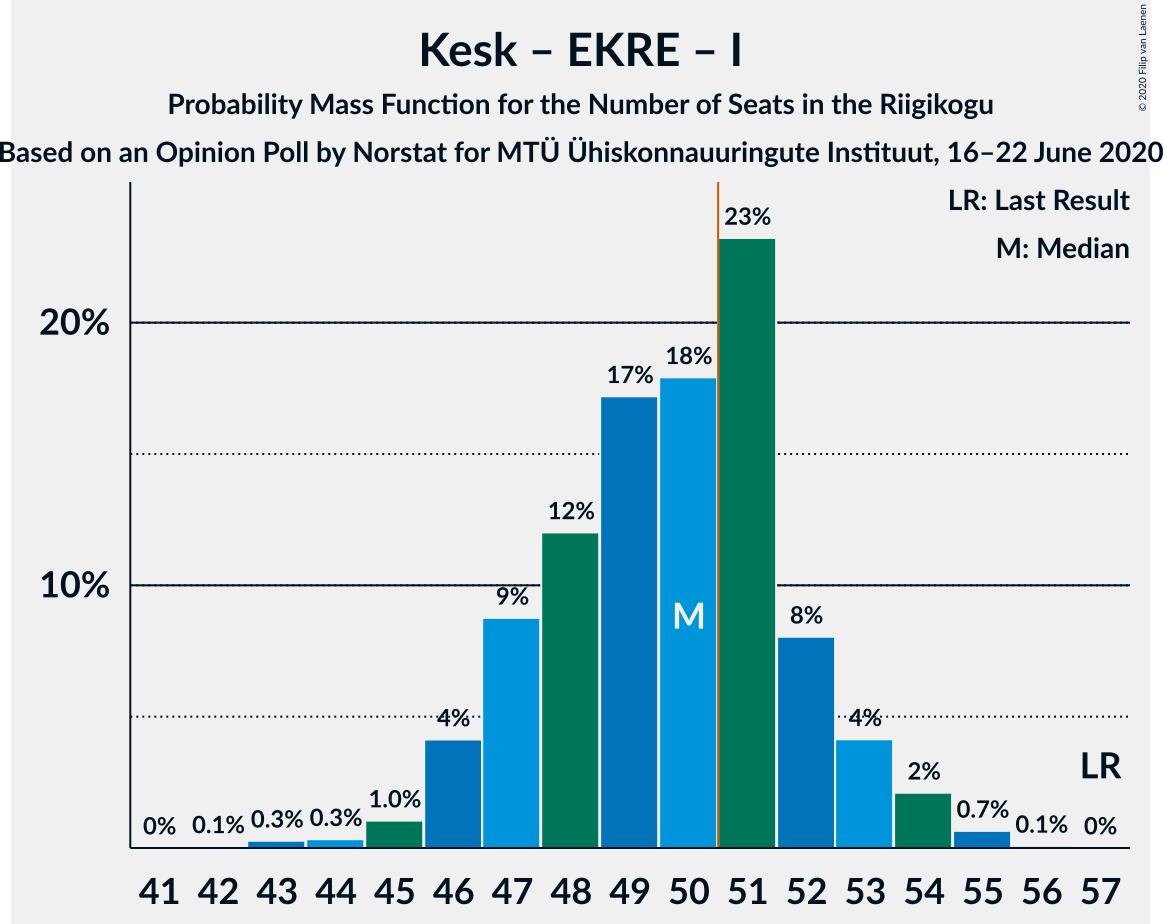 Kesk – EKRE – I
Probability Mass Function for the Number of Seats in the Riigikogu
Based on an Opinion Poll by Norstat for MTÜ Ühiskonnauuringute Instituut, 16–22 June 2020
© 2020 Filip van Laenen
LR: Last Result
M: Median
23%
20%
18%
17%
12%
10%
9%
M
8%
4%
4%
LR
2%
1.0%
0.7%
0% 0.1% 0.3% 0.3%
0.1% 0%
41 42 43 44 45 46 47 48 49 50 51 52 53 54 55 56 57